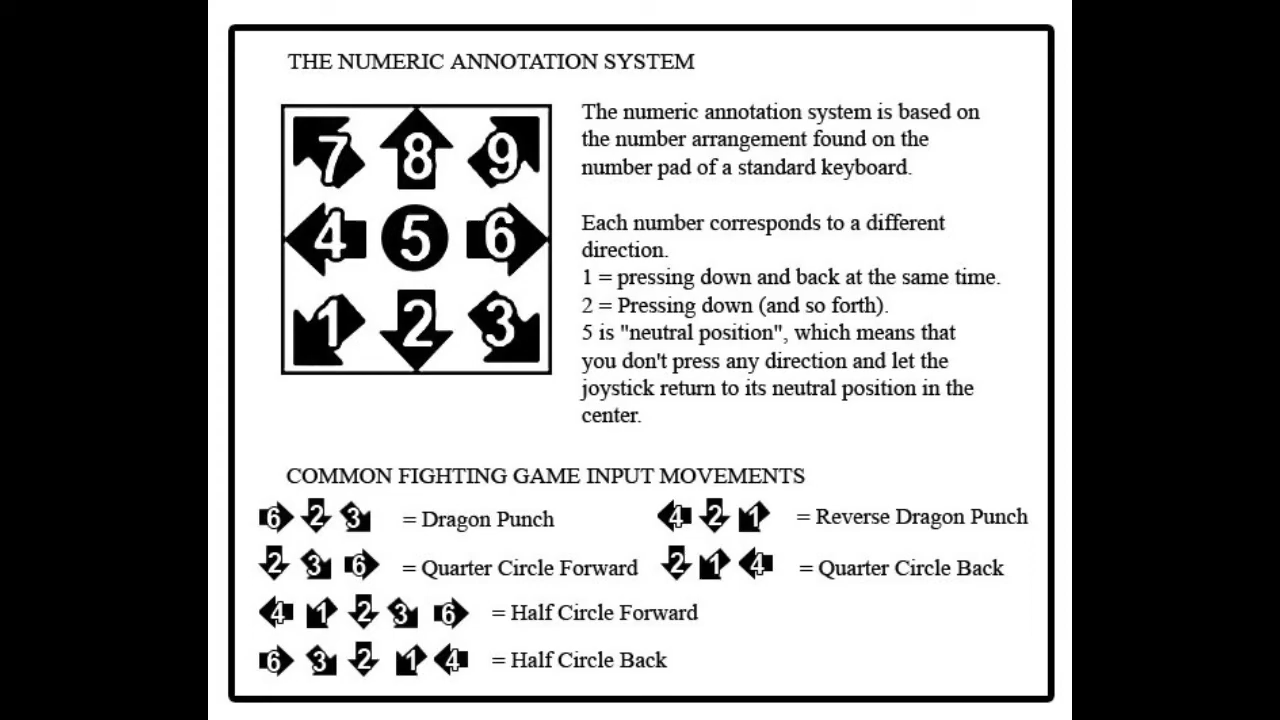 THE NUMERIC ANNOTATION SYSTEM
7 8 9
4 5 6
1 2 3
The numeric annotation system is based on
the number arrangement found on the
number pad of a standard keyboard.
Each number corresponds to a different
direction.
1 = pressing down and back at the same time.
2 = Pressing down (and so forth).
5 is "neutral position", which means that
you don't press any direction and let the
joystick return to its neutral position in the
center.
COMMON FIGHTING GAME INPUT MOVEMENTS
6 2 3 = Dragon Punch
4 2 1 = Reverse Dragon Punch
2 3 6 = Quarter Circle Forward
2 1 4 = Quarter Circle Back
4 1 2 3 6 = Half Circle Forward
6 3 2 1 4 = Half Circle Back